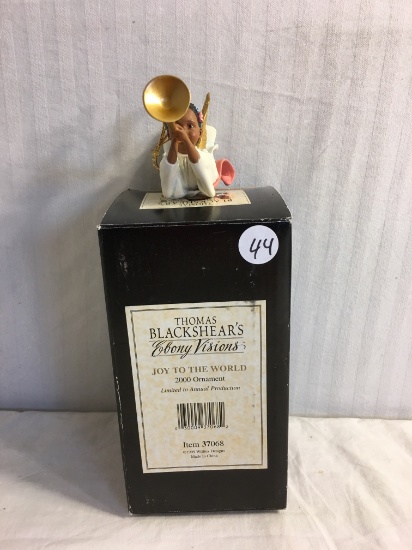 44
THOMAS
BLACKSHEAR'S
Ebony Visions
JOY TO THE WORLD
2000 Ornament
Limited to Annual Production
Item 37068
Made in China